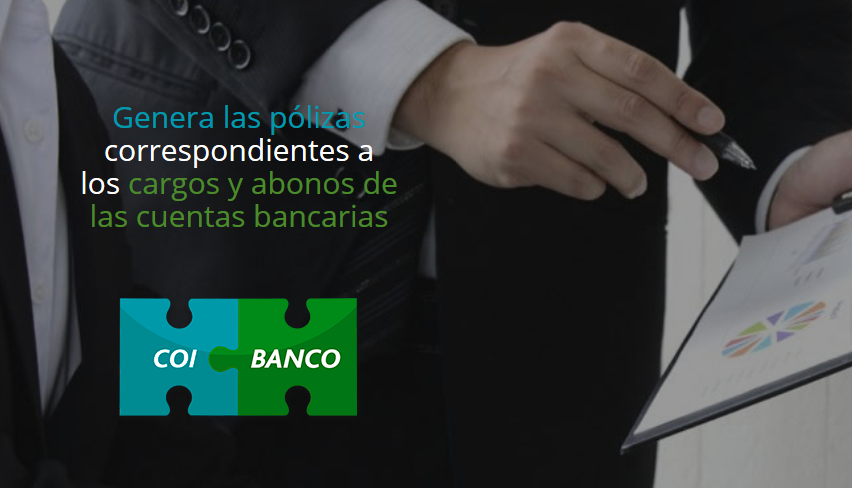 Genera las pólizas
correspondientes a
los cargos y abonos de
las cuentas bancarias
COI BANCO